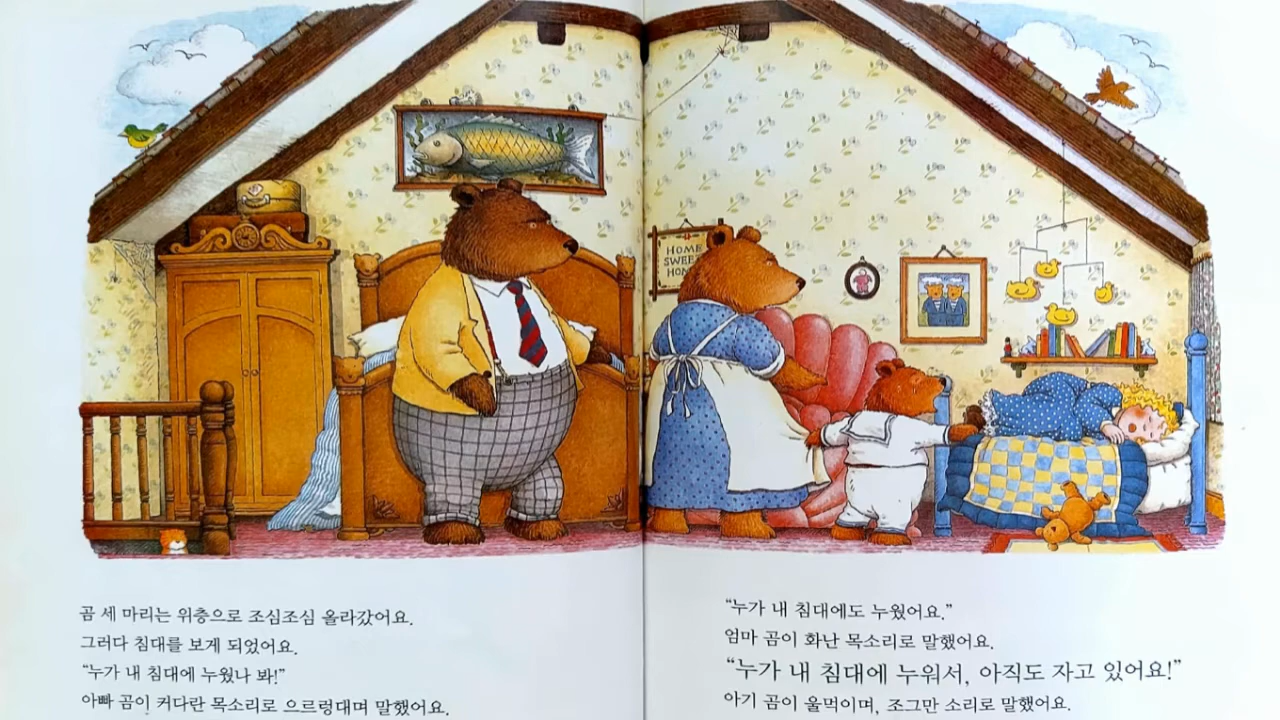 HOME
SWEET
HOME
곰 세 마리는 위층으로 조심조심 올라갔어요.
그러다 침대를 보게 되었어요.
“누가 내 침대에 누웠나 봐!”
아빠 곰이 커다란 목소리로 으르렁대며 말했어요.
“누가 내 침대에도 누웠어요.”
엄마 곰이 화난 목소리로 말했어요.
“누가 내 침대에 누워서, 아직도 자고 있어요!”
아기 곰이 울먹이며, 조그만 소리로 말했어요.